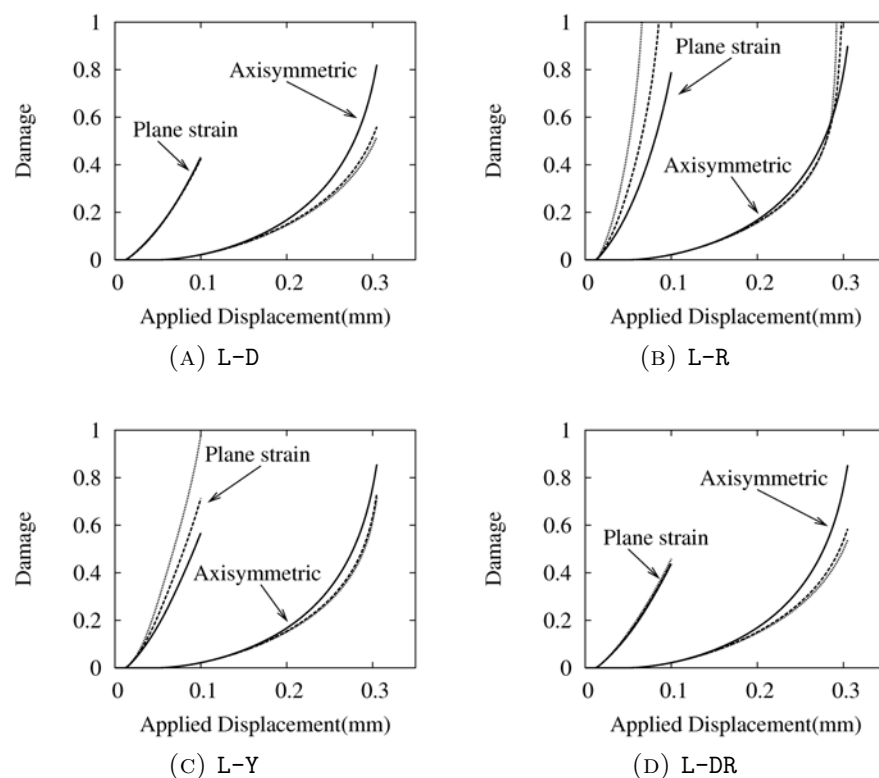 1
0.8
0.6
0.4
0.2
0
Damage
Axisymmetric
Plane strain
0 0.1 0.2 0.3
Applied Displacement(mm)
(A) L-D
1
0.8
0.6
0.4
0.2
0
Damage
Plane strain
Axisymmetric
0 0.1 0.2 0.3
Applied Displacement(mm)
(B) L-R
1
0.8
0.6
0.4
0.2
0
Damage
Plane strain
Axisymmetric
0 0.1 0.2 0.3
Applied Displacement(mm)
(C) L-Y
1
0.8
0.6
0.4
0.2
0
Damage
Axisymmetric
Plane strain
0 0.1 0.2 0.3
Applied Displacement(mm)
(D) L-DR